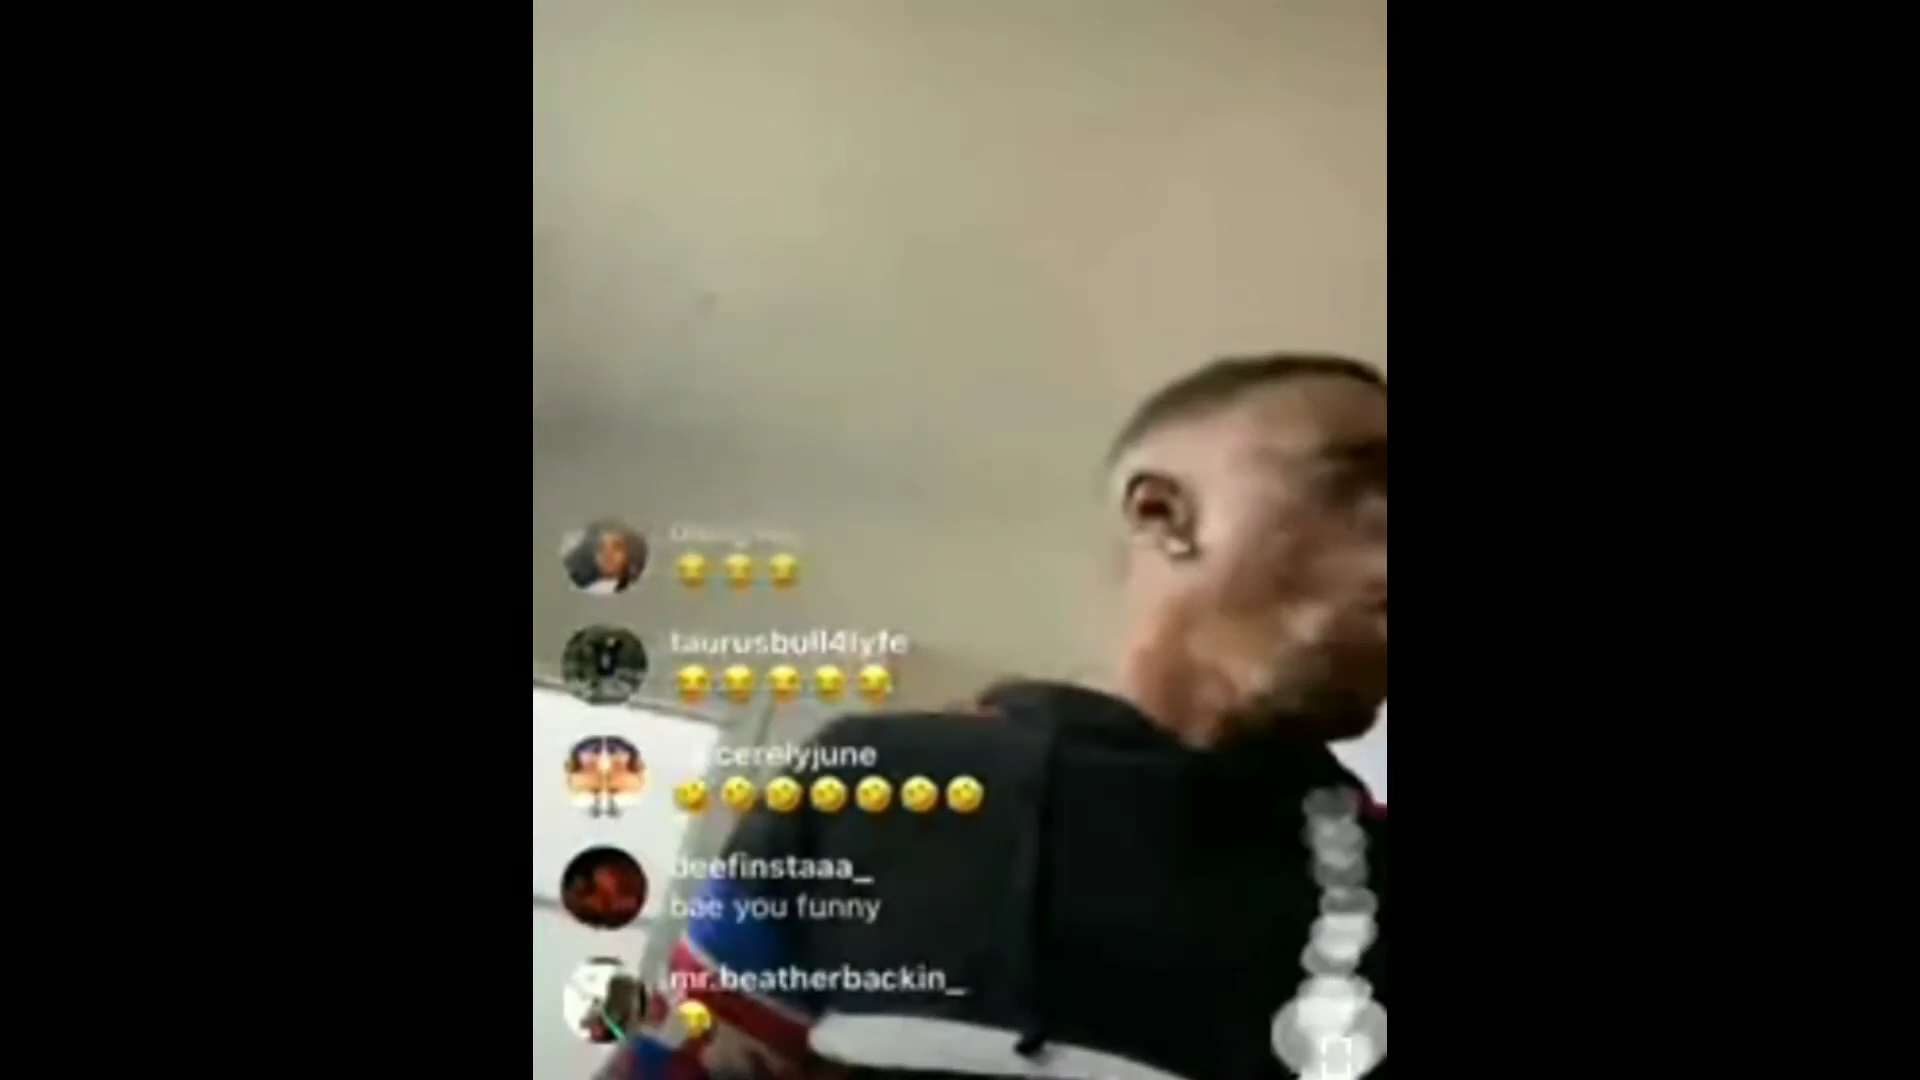 😂😂😂
taurusbull4lyfe
😂😂😂😂😂
cerelyjune
🤣🤣🤣🤣🤣🤣🤣
deefinstaaa_
bae you funny
mr.beatherbackin_